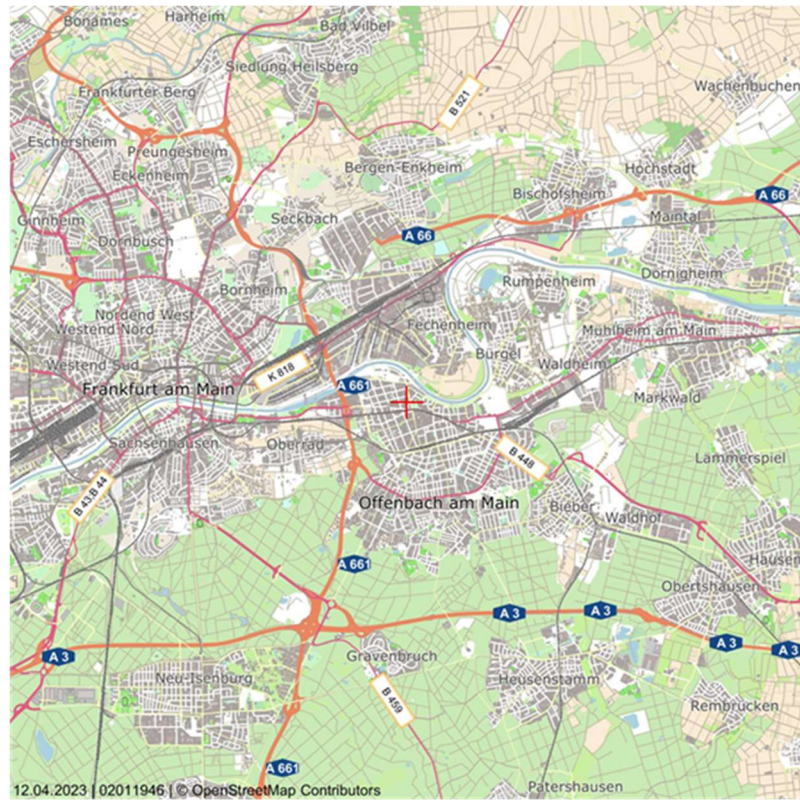 Bonames
Harheim
Bad Vilbel
Siedlung Heilsberg
Frankfurter Berg
B 521
Wachenbuchen
Eschersheim
Preungesheim
Eckenheim
Bergen-Enkheim
Hochstadt
Bischofsheim
A 66
Ginnheim
Seckbach
Maintal
A 66
Dornbusch
Dörnigheim
Bornheim
Rumpenheim
Nordend West
Westend Nord
Fechenheim
Mühlheim am Main
Bürgel
Waldheim
Westend Süd
K 818
A 661
Frankfurt am Main
Markwald
Sachsenhausen
Oberrad
B 448
Lämmerspiel
B 43;B 44
Offenbach am Main
Bieber
Waldhof
A 661
Hausen
Obertshausen
A 3
A 3
A 3
A 3
A 3
Gravenbruch
Neu-Isenburg
Heusenstamm
B 459
Rembrücken
A 661
Patershausen
12.04.2023 | 02011946 | © OpenStreetMap Contributors